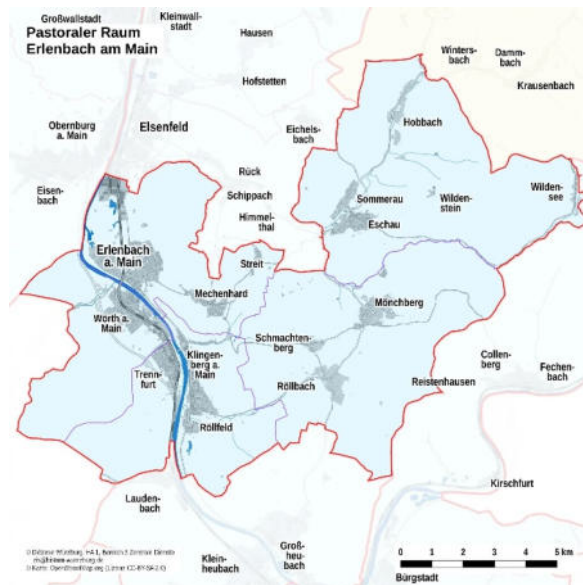 Großwallstadt
Kleinwall-
stadt
Pastoraler Raum
Erlenbach am Main
Hausen
Winters-
bach
Damm-
bach
Krausenbach
Hofstetten
Obernburg
a. Main
Elsenfeld
Eichels-
bach
Hobbach
Eisen-
bach
Rück
Schippach
Himmel-
thal
Sommerau
Wilden-
stein
Wilden-
see
Eschau
Erlenbach
a. Main
Streit
Mechenhard
Mönchberg
Wörth a.
Main
Schmachten-
berg
Klingen-
berg a.
Main
Trenn-
furt
Röllbach
Reistenhausen
Collen-
berg
Fechen-
bach
Röllfeld
Kirschfurt
Lauden-
bach
Groß-
heu-
bach
Klein-
heubach
0 1 2 3 4 5 km
Bürgstadt